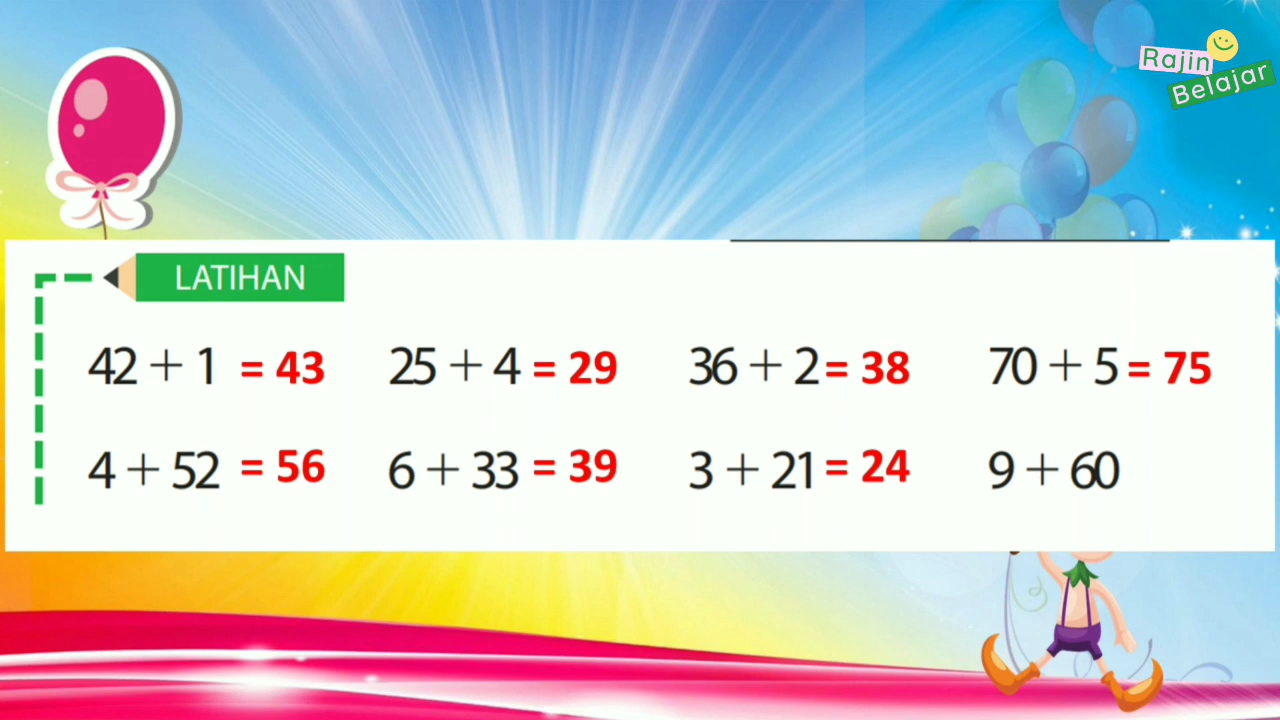 Rajin
Belajar
LATIHAN
42 + 1 = 43 25 + 4 = 29 36 + 2 = 38 70 + 5 = 75
4 + 52 = 56 6 + 33 = 39 3 + 21 = 24 9 + 60